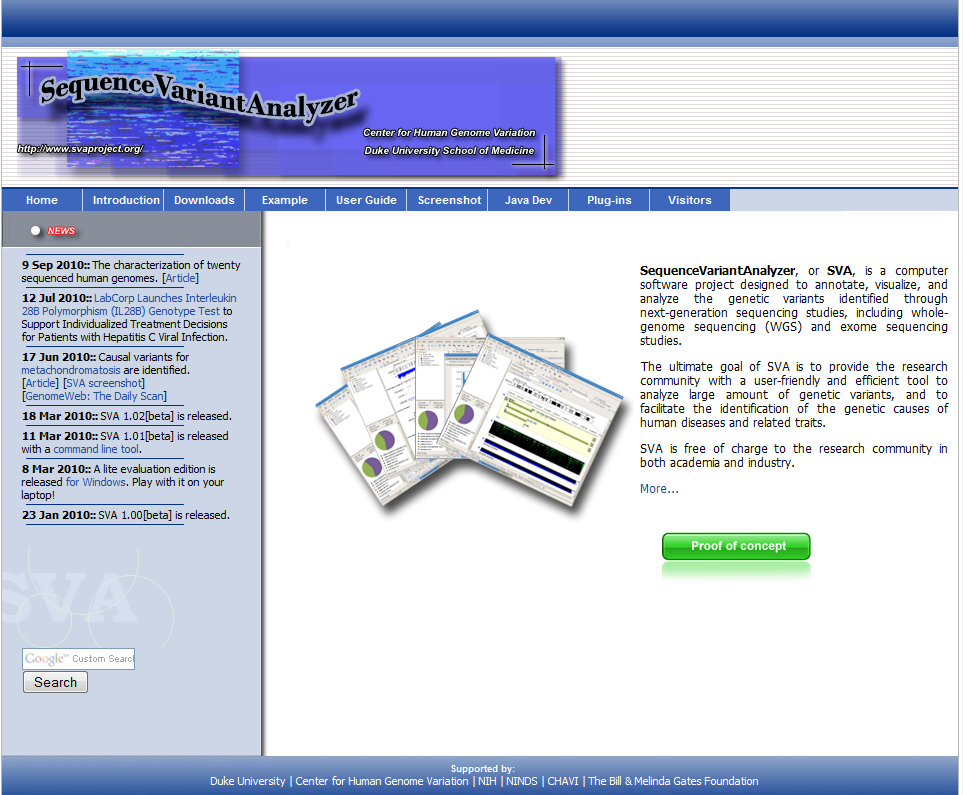 SequenceVariantAnalyzer
Center for Human Genome Variation
http://www.svaproject.org/
Duke University School of Medicine
Home Introduction Downloads Example User Guide Screenshot Java Dev Plug-ins Visitors
NEWS
9 Sep 2010:: The characterization of twenty
sequenced human genomes. [Article]
12 Jul 2010:: LabCorp Launches Interleukin
28B Polymorphism (IL28B) Genotype Test to
Support Individualized Treatment Decisions
for Patients with Hepatitis C Viral Infection.
17 Jun 2010:: Causal variants for
metachondromatosis are identified.
[Article] [SVA screenshot]
[GenomeWeb: The Daily Scan]
18 Mar 2010:: SVA 1.02[beta] is released.
11 Mar 2010:: SVA 1.01[beta] is released
with a command line tool.
8 Mar 2010:: A lite evaluation edition is
released for Windows. Play with it on your
laptop!
23 Jan 2010:: SVA 1.00[beta] is released.
SVA
Google™ Custom Search
Search
SequenceVariantAnalyzer, or SVA, is a computer
software project designed to annotate, visualize, and
analyze the genetic variants identified through
next-generation sequencing studies, including whole-
genome sequencing (WGS) and exome sequencing
studies.
The ultimate goal of SVA is to provide the research
community with a user-friendly and efficient tool to
analyze large amount of genetic variants, and to
facilitate the identification of the genetic causes of
human diseases and related traits.
SVA is free of charge to the research community in
both academia and industry.
More...
Proof of concept
Supported by:
Duke University | Center for Human Genome Variation | NIH | NINDS | CHAVI | The Bill & Melinda Gates Foundation